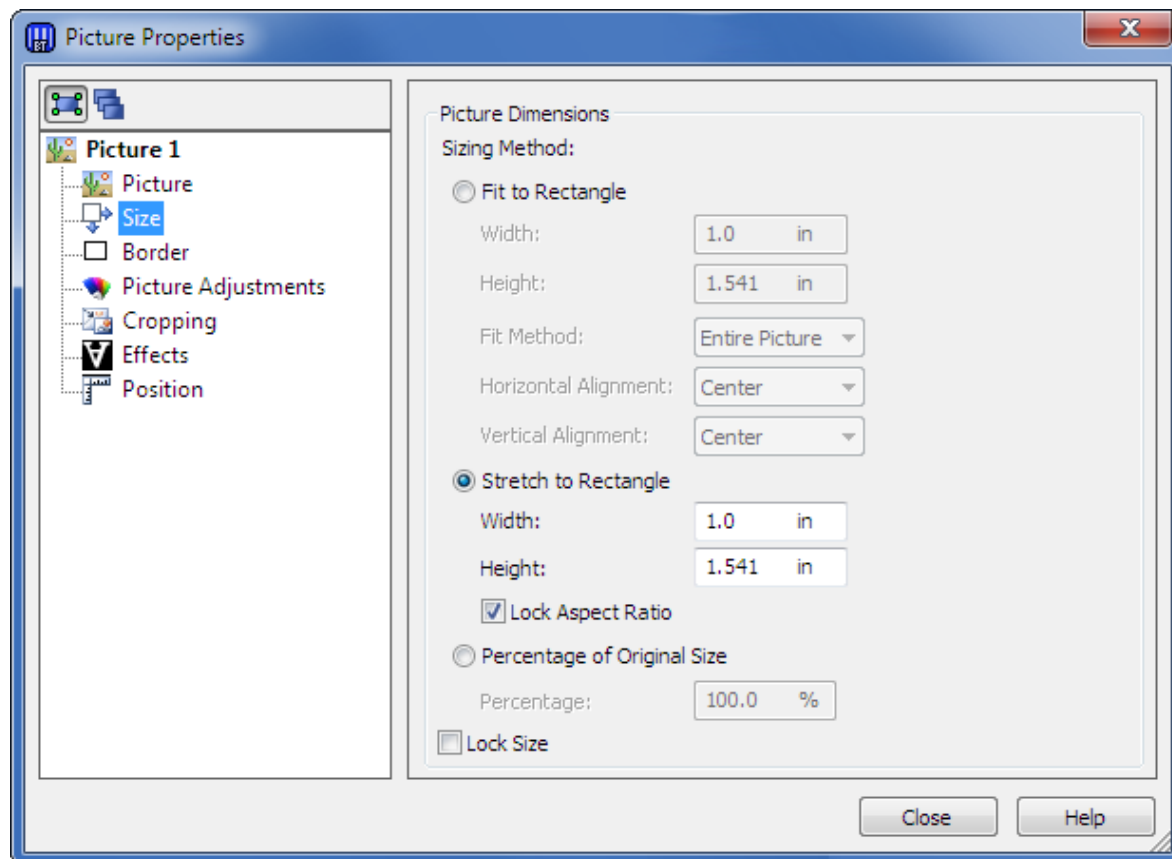 Picture Properties
Picture 1
Picture
Size
Border
Picture Adjustments
Cropping
Effects
Position
Picture Dimensions
Sizing Method:
Fit to Rectangle
Width: 1.0 in
Height: 1.541 in
Fit Method: Entire Picture
Horizontal Alignment: Center
Vertical Alignment: Center
Stretch to Rectangle
Width: 1.0 in
Height: 1.541 in
Lock Aspect Ratio
Percentage of Original Size
Percentage: 100.0 %
Lock Size
Close Help